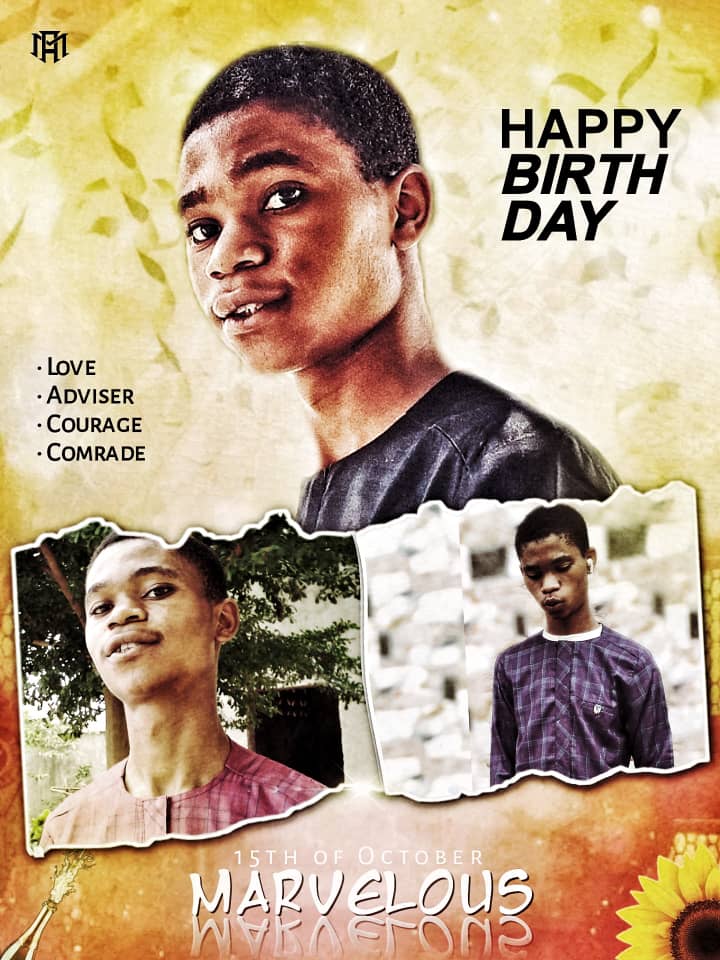 HAPPY
BIRTH
DAY
· Love
· Adviser
· Courage
· Comrade
15th of October
MARVELOUS